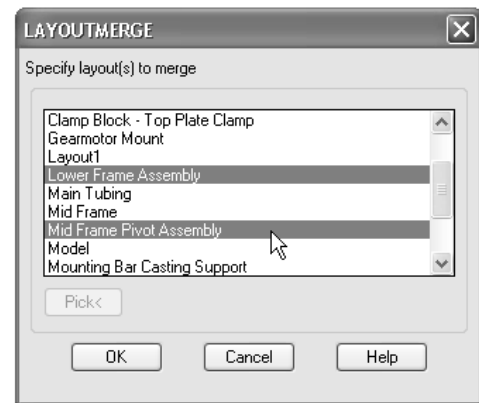 LAYOUTMERGE
Specify layout(s) to merge
Clamp Block - Top Plate Clamp
Gearmotor Mount
Layout1
Lower Frame Assembly
Main Tubing
Mid Frame
Mid Frame Pivot Assembly
Model
Mounting Bar Casting Support
Pick<
OK Cancel Help